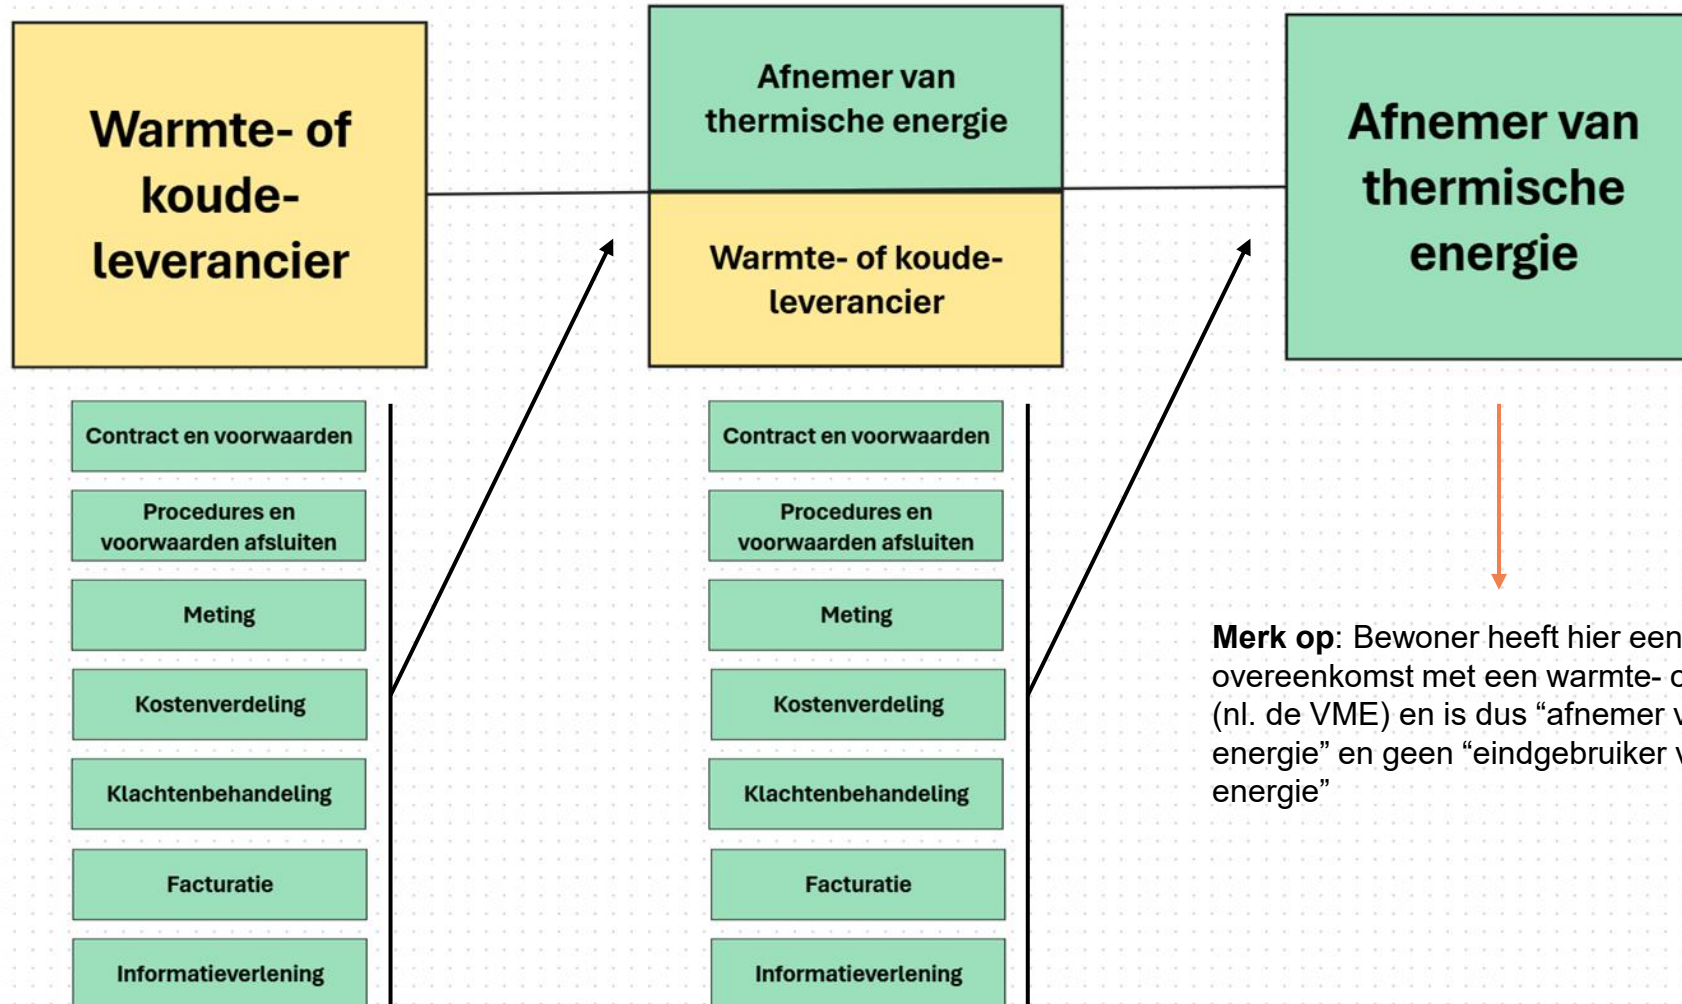 Warmte- of
koude-
leverancier
Afnemer van
thermische energie
Warmte- of koude-
leverancier
Afnemer van
thermische
energie
Contract en voorwaarden
Procedures en
voorwaarden afsluiten
Meting
Kostenverdeling
Klachtenbehandeling
Facturatie
Informatieverlening
Contract en voorwaarden
Procedures en
voorwaarden afsluiten
Meting
Kostenverdeling
Klachtenbehandeling
Facturatie
Informatieverlening
Merk op: Bewoner heeft hier een
overeenkomst met een warmte-
(nl. de VME) en is dus “afnemer
energie” en geen “eindgebruiker
energie”